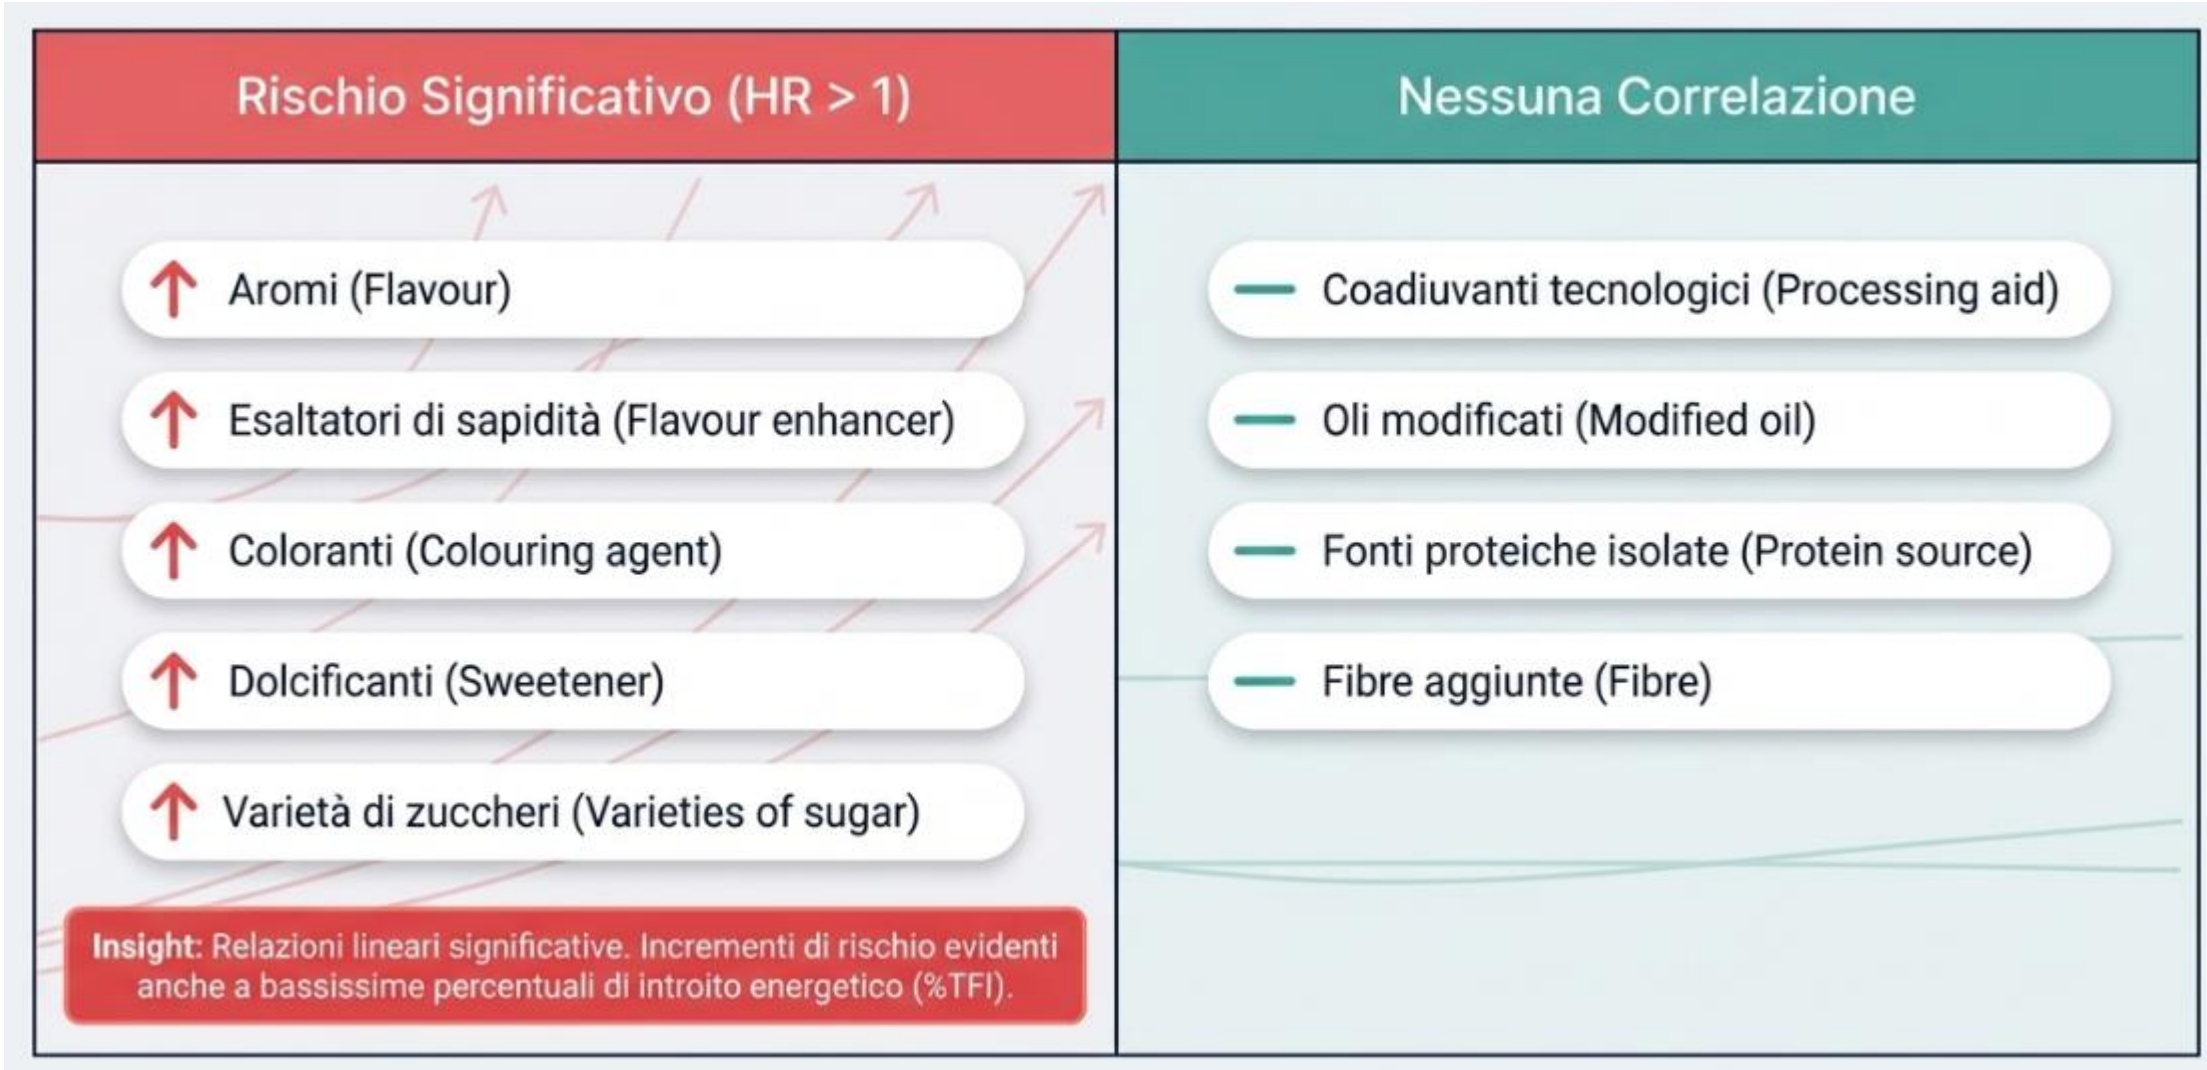 Rischio Significativo (HR > 1)
Nessuna Correlazione
Aromi (Flavour)
Esaltatori di sapidità (Flavour enhancer)
Coloranti (Colouring agent)
Dolcificanti (Sweetener)
Varietà di zuccheri (Varieties of sugar)
Insight: Relazioni lineari significative. Incrementi di rischio evidenti
anche a bassissime percentuali di introito energetico (%TFI).
Coadiuvanti tecnologici (Processing aid)
Oli modificati (Modified oil)
Fonti proteiche isolate (Protein source)
Fibre aggiunte (Fibre)